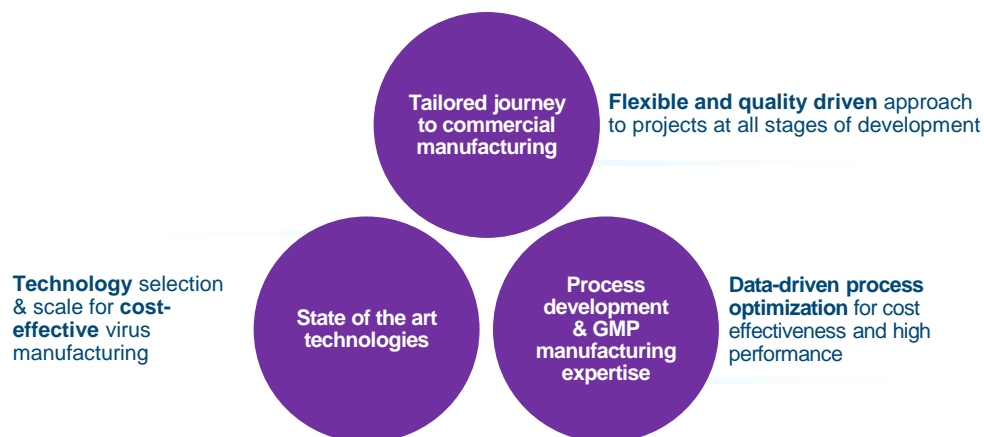 Tailored journey
to commercial
manufacturing
Flexible and quality driven approach
to projects at all stages of development
Technology selection
& scale for cost-
effective virus
manufacturing
State of the art
technologies
Process
development
& GMP
manufacturing
expertise
Data-driven process
optimization for cost
effectiveness and high
performance